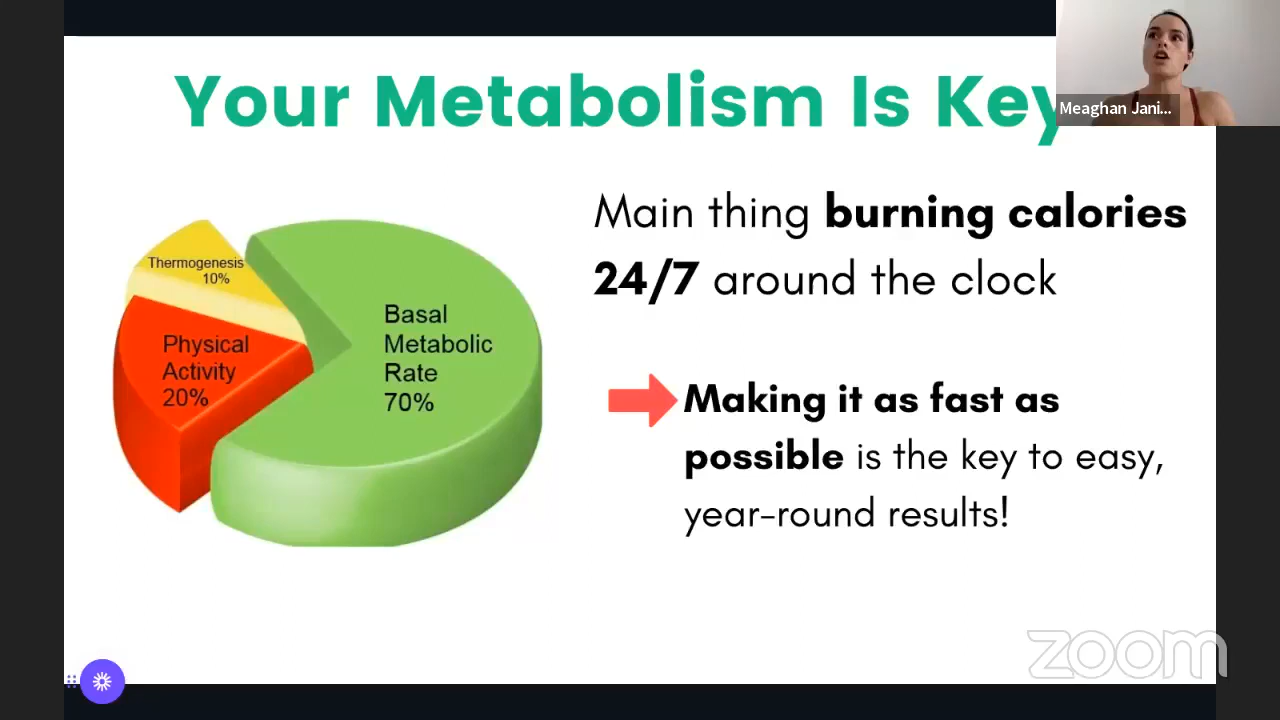 Your Metabolism Is Key
Meaghan Jani...
Main thing burning calories
24/7 around the clock
Thermogenesis
10%
Physical
Activity
20%
Basal
Metabolic
Rate
70%
Making it as fast as
possible is the key to easy,
year-round results!
zoom